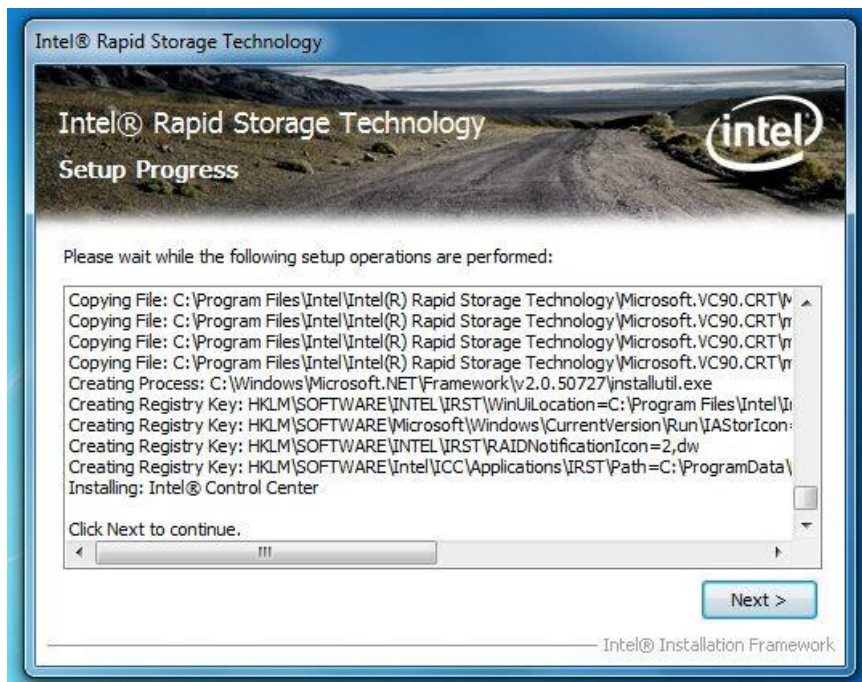 Intel® Rapid Storage Technology
Intel® Rapid Storage Technology
intel
Setup Progress
Please wait while the following setup operations are performed:
Copying File: C:\Program Files\Intel\Intel(R) Rapid Storage Technology\Microsoft.VC90.CRT\M
Copying File: C:\Program Files\Intel\Intel(R) Rapid Storage Technology\Microsoft.VC90.CRT\m
Copying File: C:\Program Files\Intel\Intel(R) Rapid Storage Technology\Microsoft.VC90.CRT\m
Copying File: C:\Program Files\Intel\Intel(R) Rapid Storage Technology\Microsoft.VC90.CRT\m
Creating Process: C:\Windows\Microsoft.NET\Framework\v2.0.50727\installutil.exe
Creating Registry Key: HKLM\SOFTWARE\INTEL\IRST\WinUiLocation=C:\Program Files\Intel\In
Creating Registry Key: HKLM\SOFTWARE\Microsoft\Windows\CurrentVersion\Run\IAStorIcon=
Creating Registry Key: HKLM\SOFTWARE\INTEL\IRST\RAIDNotificationIcon=2,dw
Creating Registry Key: HKLM\SOFTWARE\Intel\ICC\Applications\IRST\Path=C:\ProgramData\
Installing: Intel® Control Center
Click Next to continue.
Next >
Intel® Installation Framework